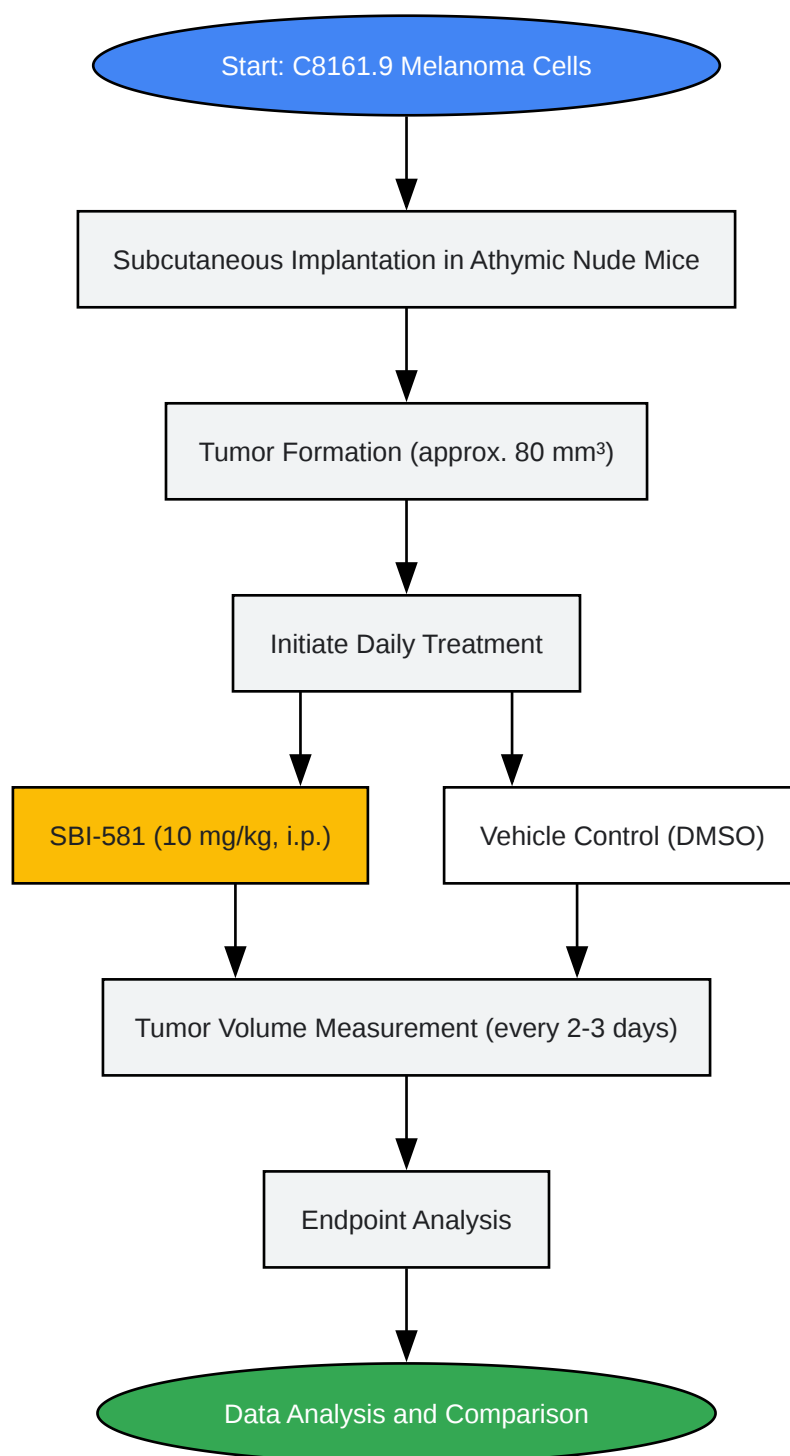 Start: C8161.9 Melanoma Cells
Subcutaneous Implantation in Athymic Nude Mice
Tumor Formation (approx. 80 mm³)
Initiate Daily Treatment
SBI-581 (10 mg/kg, i.p.)
Vehicle Control (DMSO)
Tumor Volume Measurement (every 2-3 days)
Endpoint Analysis
Data Analysis and Comparison